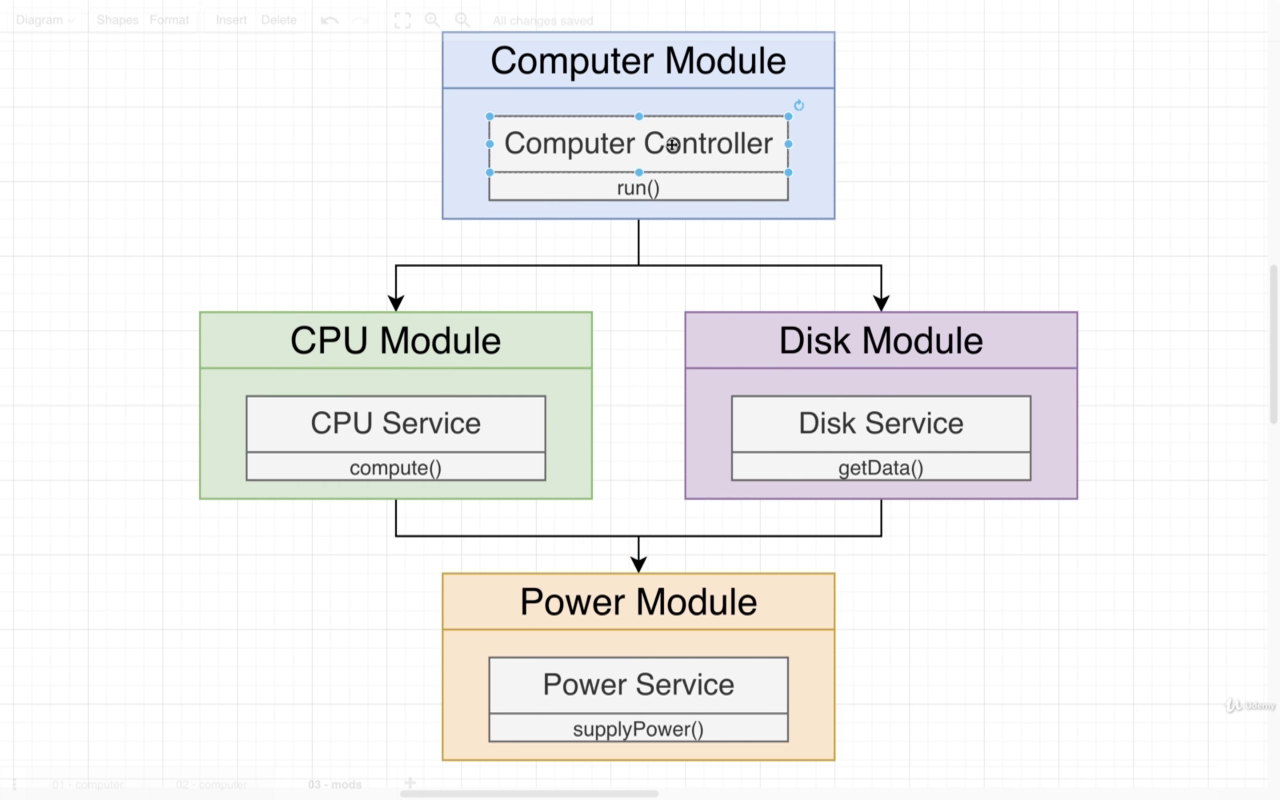 Diagram Shapes Format Insert Delete All changes saved
Computer Module
Computer Controller
run()
CPU Module
Disk Module
CPU Service
Disk Service
compute()
getData()
Power Module
Power Service
supplyPower()
Udemy
01 - computer 02 - computer 03 - mods